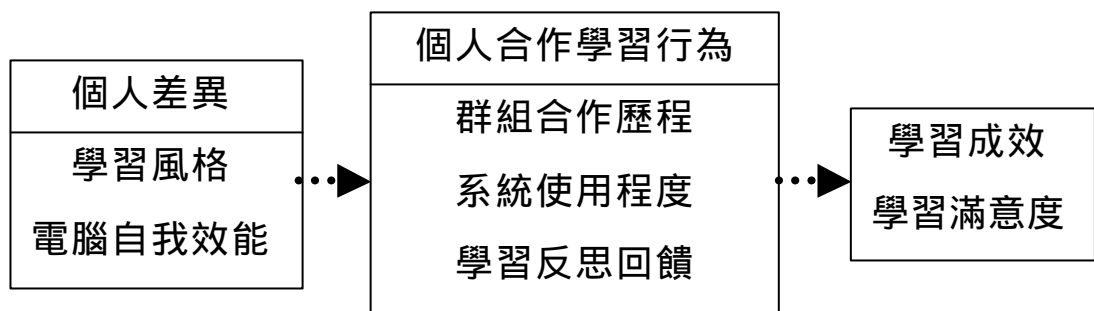 個人差異
學習風格
電腦自我效能
個人合作學習行為
群組合作歷程
系統使用程度
學習反思回饋
學習成效
學習滿意度